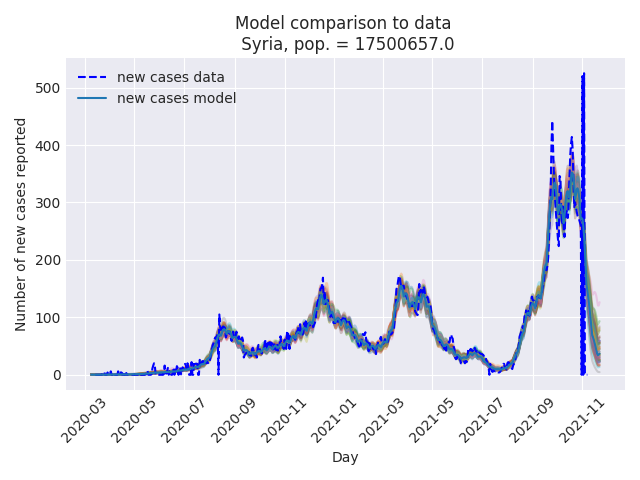 Model comparison to data
Syria, pop. = 17500657.0
new cases data
new cases model
Number of new cases reported
500
400
300
200
100
0
2020-03
2020-05
2020-07
2020-09
2020-11
2021-01
2021-03
2021-05
2021-07
2021-09
2021-11
Day